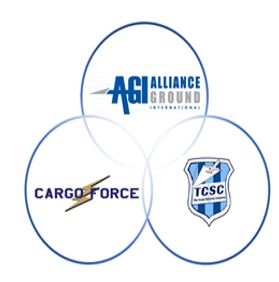 AGI ALLIANCE
GROUND
INTERNATIONAL
CARGO FORCE
TCSC